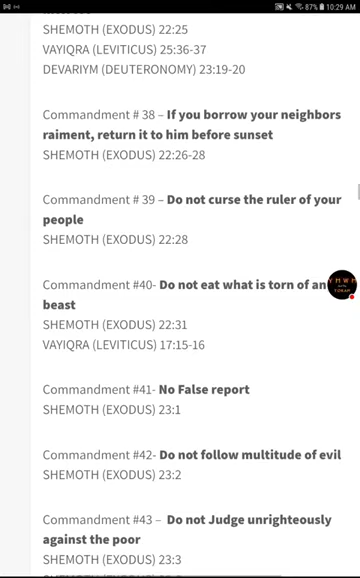 87% 10:29 AM
SHEMOTH (EXODUS) 22:25
VAYIQRA (LEVITICUS) 25:36-37
DEVARIYM (DEUTERONOMY) 23:19-20
Commandment # 38 – If you borrow your neighbors
raiment, return it to him before sunset
SHEMOTH (EXODUS) 22:26-28
Commandment # 39 – Do not curse the ruler of your
people
SHEMOTH (EXODUS) 22:28
Commandment #40- Do not eat what is torn of an
beast
SHEMOTH (EXODUS) 22:31
VAYIQRA (LEVITICUS) 17:15-16
Commandment #41- No False report
SHEMOTH (EXODUS) 23:1
Commandment #42- Do not follow multitude of evil
SHEMOTH (EXODUS) 23:2
Commandment #43 – Do not Judge unrighteously
against the poor
SHEMOTH (EXODUS) 23:3